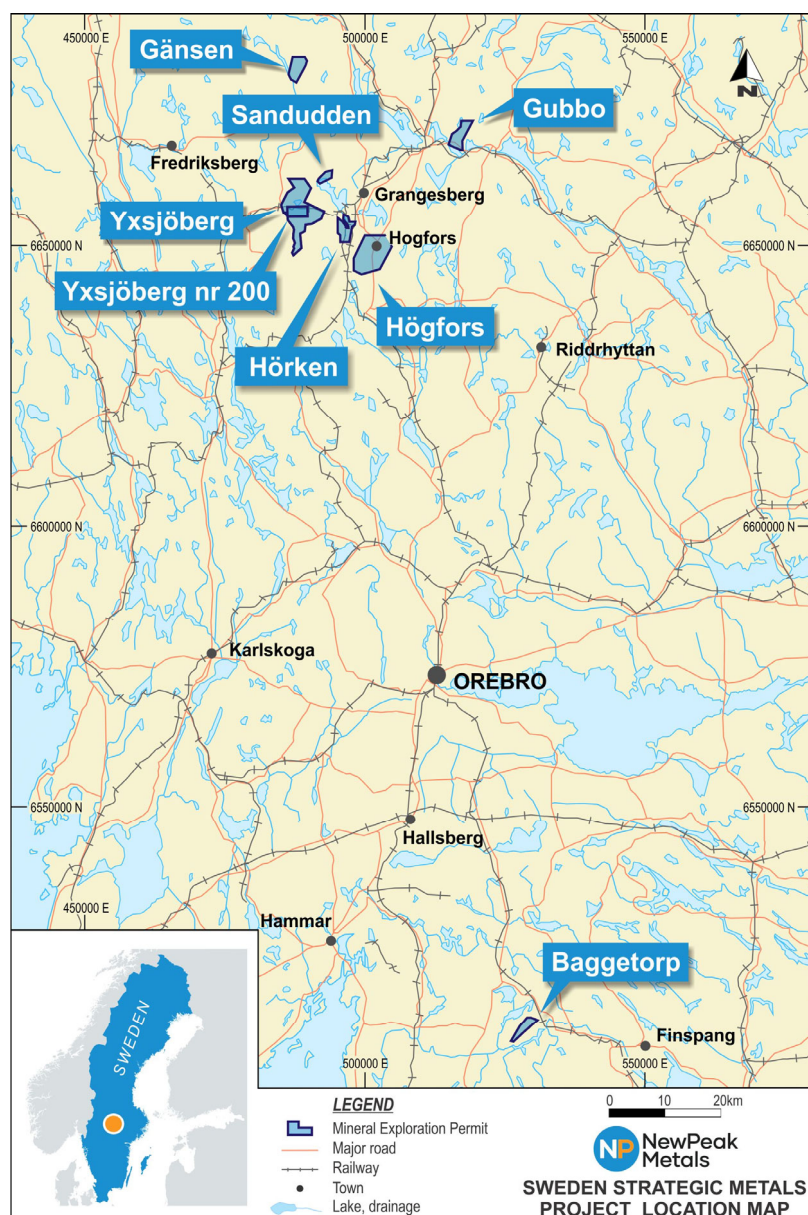 450000 E
500000 E
550000 E
Gänsen
N
Sandudden
Gubbo
Fredriksberg
Grangesberg
Yxsjöberg
6650000 N
Hogfors
6650000 N
Yxsjöberg nr 200
Högfors
Hörken
Riddrhyttan
6600000 N
6600000 N
Karlskoga
OREBRO
6550000 N
6550000 N
Hallsberg
450000 E
Hammar
Baggetorp
SWEDEN
Finspang
500000 E
550000 E
LEGEND
Mineral Exploration Permit
Major road
Railway
Town
Lake, drainage
0 10 20km
NP NewPeak
Metals
SWEDEN STRATEGIC METALS
PROJECT LOCATION MAP